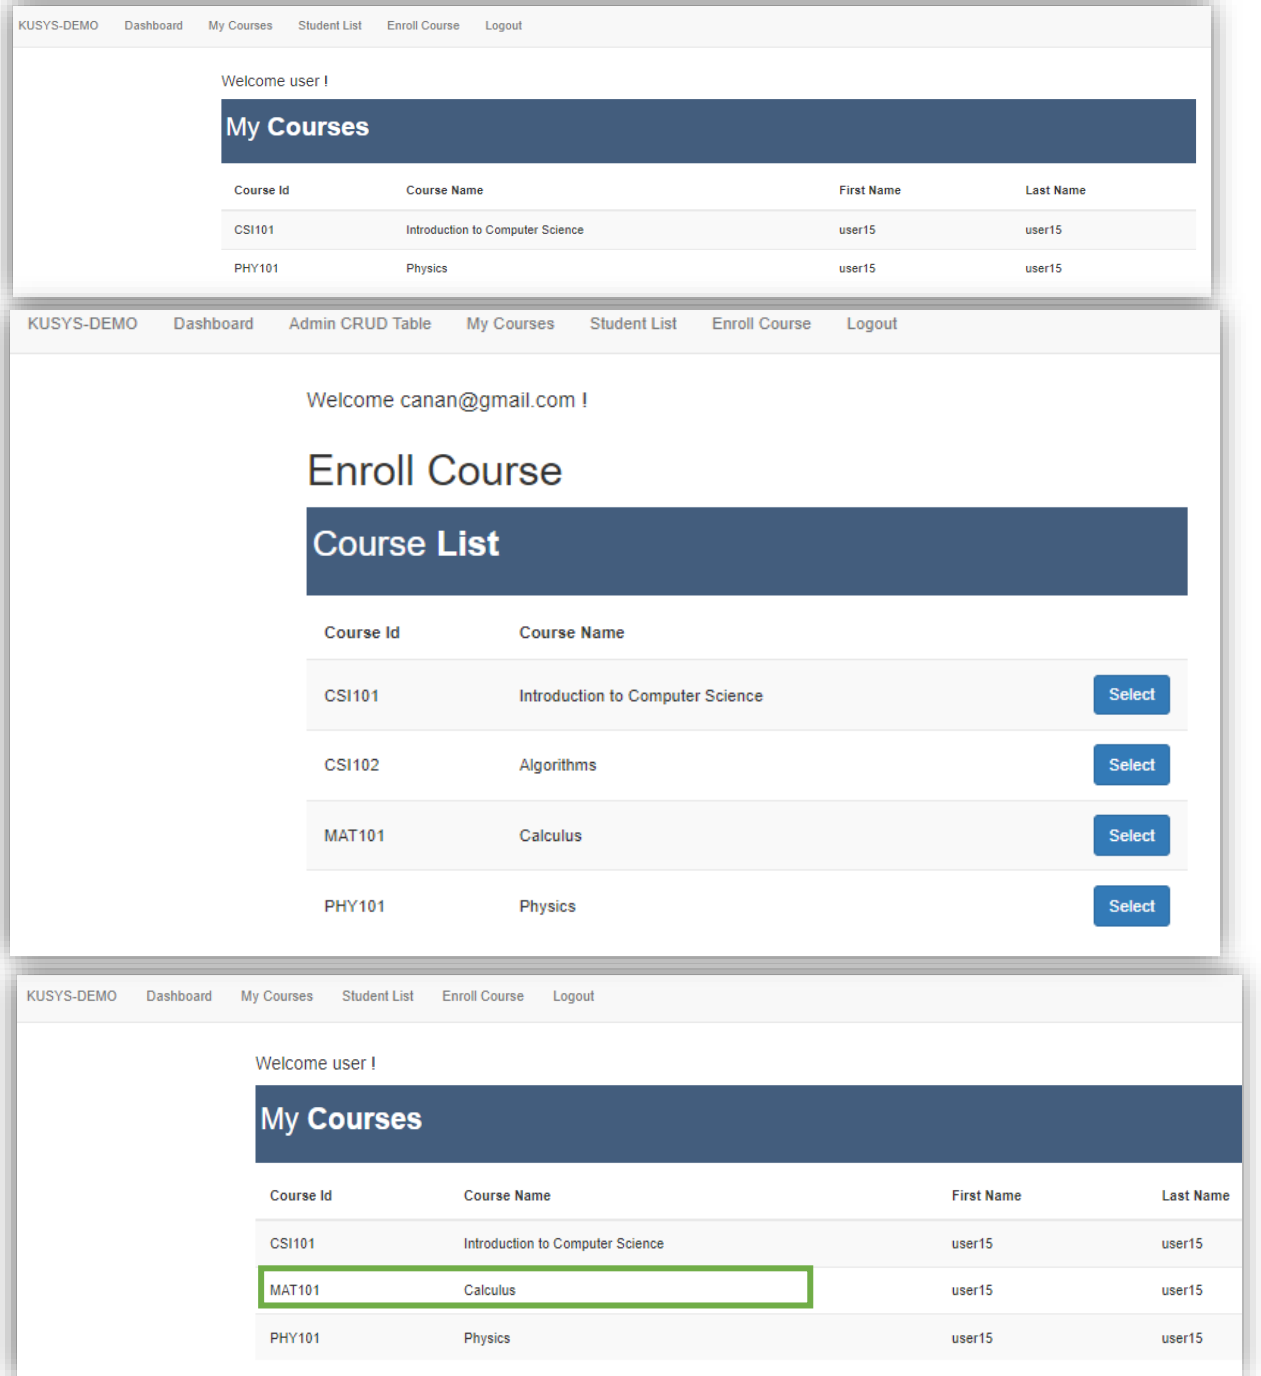 KUSYS-DEMO Dashboard My Courses Student List Enroll Course Logout
Welcome user !
My Courses
Course Id Course Name First Name Last Name
CSI101 Introduction to Computer Science user15 user15
PHY101 Physics user15 user15
KUSYS-DEMO Dashboard Admin CRUD Table My Courses Student List Enroll Course Logout
Welcome canan@gmail.com !
Enroll Course
Course List
Course Id Course Name
CSI101 Introduction to Computer Science Select
CSI102 Algorithms Select
MAT101 Calculus Select
PHY101 Physics Select
KUSYS-DEMO Dashboard My Courses Student List Enroll Course Logout
Welcome user !
My Courses
Course Id Course Name First Name Last Name
CSI101 Introduction to Computer Science user15 user15
MAT101 Calculus user15 user15
PHY101 Physics user15 user15